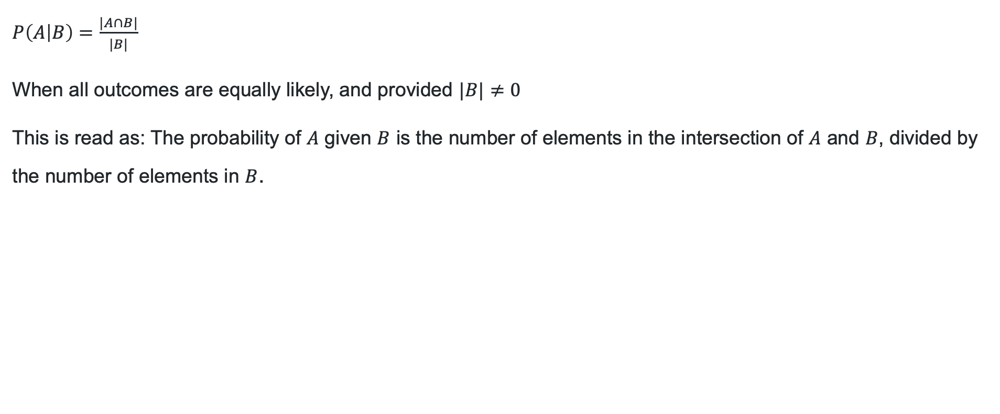 P(A|B) = |A∩B| / |B|
When all outcomes are equally likely, and provided |B| ≠ 0
This is read as: The probability of A given B is the number of elements in the intersection of A and B, divided by
the number of elements in B.